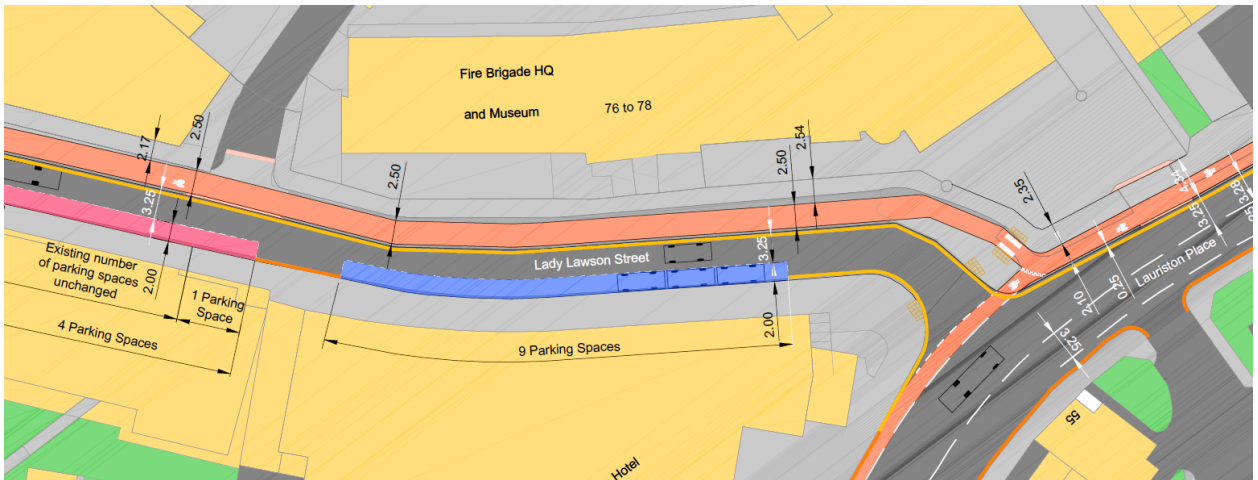 Fire Brigade HQ
and Museum
76 to 78
2.17
2.50
3.25
2.00
2.50
2.50
2.54
3.25
2.00
2.35
2.10
0.25
4.34
3.25
3.28
3.25
Lady Lawson Street
Lauriston Place
Existing number
of parking spaces
unchanged
1 Parking
Space
4 Parking Spaces
9 Parking Spaces
Hotel
55